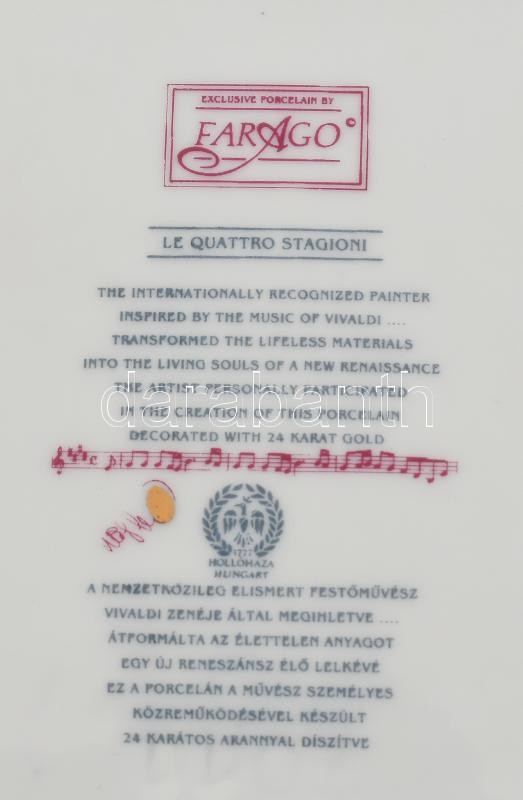 EXCLUSIVE PORCELAIN BY
FARAGO ©
LE QUATTRO STAGIONI
THE INTERNATIONALLY RECOGNIZED PAINTER
INSPIRED BY THE MUSIC OF VIVALDI ....
TRANSFORMED THE LIFELESS MATERIALS
INTO THE LIVING SOULS OF A NEW RENAISSANCE
THE ARTIST PERSONALLY PARTICIPATED
IN THE CREATION OF THIS PORCELAIN
DECORATED WITH 24 KARAT GOLD
darabanth
1777
HOLLÓHÁZA
HUNGARY
A NEMZETKÖZILEG ELISMERT FESTŐMŰVÉSZ
VIVALDI ZENÉJE ÁLTAL MEGIHLETVE ....
ÁTFORMÁLTA AZ ÉLETTELEN ANYAGOT
EGY ÚJ RENESZÁNSZ ÉLŐ LELKÉVÉ
EZ A PORCELÁN A MŰVÉSZ SZEMÉLYES
KÖZREMŰKÖDÉSÉVEL KÉSZÜLT
24 KARÁTOS ARANNYAL DÍSZÍTVE
darabanth